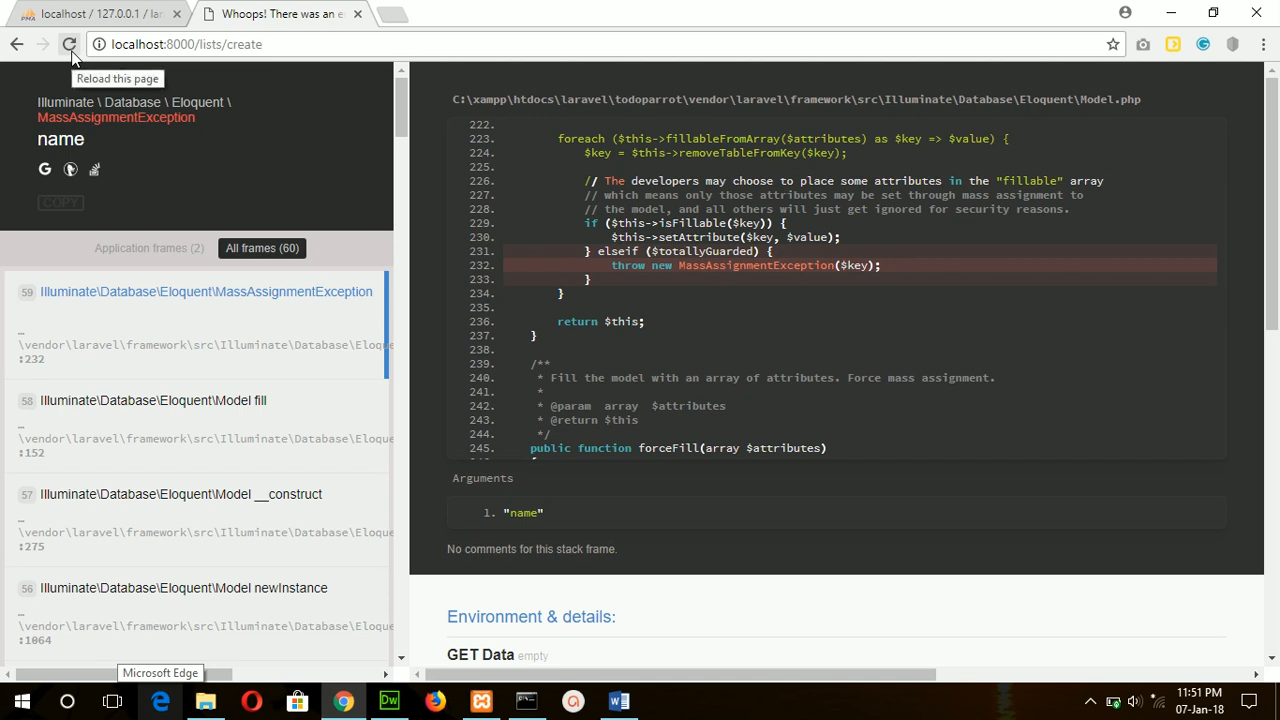 localhost / 127.0.0.1 / lar
Whoops! There was an e
localhost:8000/lists/create
Reload this page
Illuminate \ Database \ Eloquent \
MassAssignmentException
name
COPY
Application frames (2)
All frames (60)
59 Illuminate\Database\Eloquent\MassAssignmentException
…
\vendor\laravel\framework\src\Illuminate\Database\Eloque
:232
58 Illuminate\Database\Eloquent\Model fill
…
\vendor\laravel\framework\src\Illuminate\Database\Eloque
:152
57 Illuminate\Database\Eloquent\Model __construct
…
\vendor\laravel\framework\src\Illuminate\Database\Eloque
:275
56 Illuminate\Database\Eloquent\Model newInstance
…
\vendor\laravel\framework\src\Illuminate\Database\Eloque
:1064
Microsoft Edge
C:\xampp\htdocs\laravel\todoparrot\vendor\laravel\framework\src\Illuminate\Database\Eloquent\Model.php
222.
223. foreach ($this->fillableFromArray($attributes) as $key => $value) {
224. $key = $this->removeTableFromKey($key);
225.
226. // The developers may choose to place some attributes in the "fillable" array
227. // which means only those attributes may be set through mass assignment to
228. // the model, and all others will just get ignored for security reasons.
229. if ($this->isFillable($key)) {
230. $this->setAttribute($key, $value);
231. } elseif ($totallyGuarded) {
232. throw new MassAssignmentException($key);
233. }
234. }
235.
236. return $this;
237. }
238.
239. /**
240. * Fill the model with an array of attributes. Force mass assignment.
241. *
242. * @param array $attributes
243. * @return $this
244. */
245. public function forceFill(array $attributes)
Arguments
1. "name"
No comments for this stack frame.
Environment & details:
GET Data empty
11:51 PM
07-Jan-18